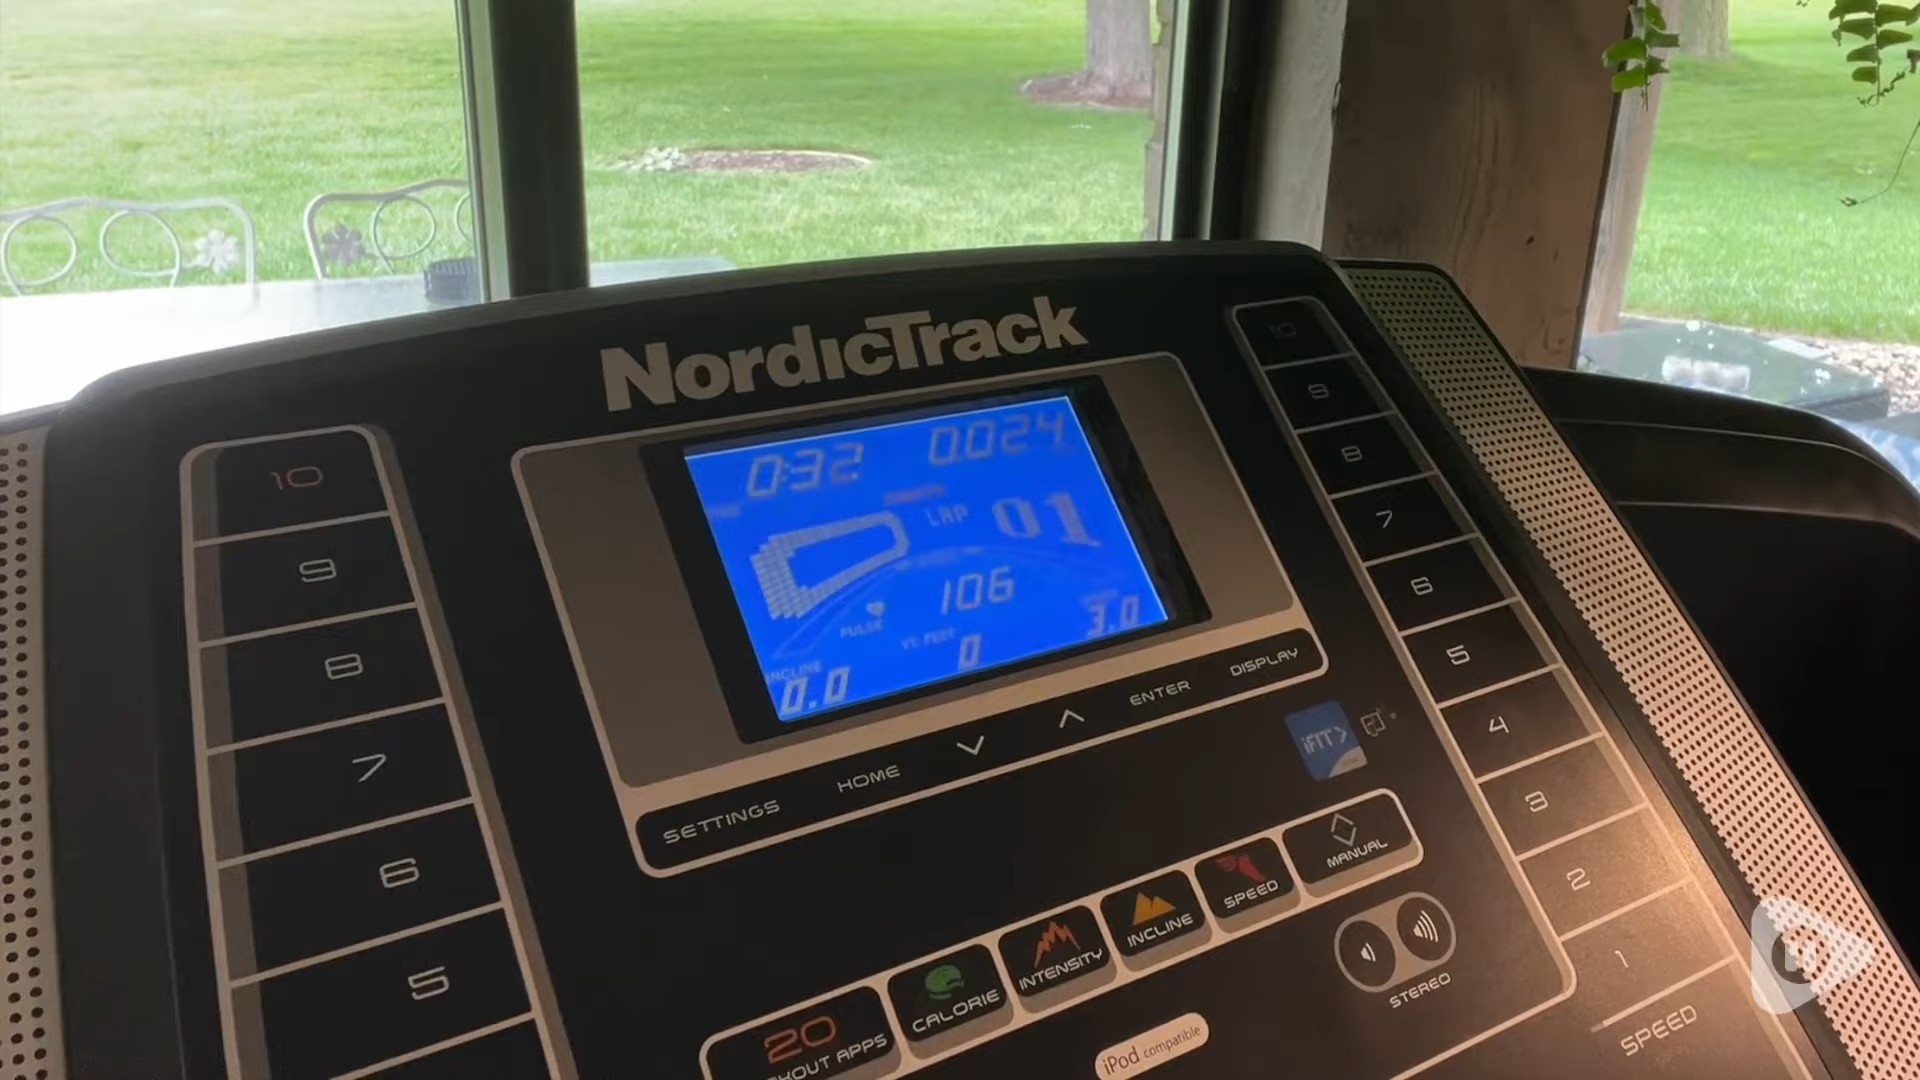 NordicTrack
0:32 0.024
LAP 01
106
PULSE
VT. FEET
INCLINE 0 3.0
0.0
SETTINGS HOME ENTER DISPLAY
iFIT
10
9
8
7
6
5
10
9
8
7
6
5
4
3
2
1
SPEED
20
CALORIE
INTENSITY
INCLINE
SPEED
MANUAL
OUT APPS
STEREO
iPod compatible